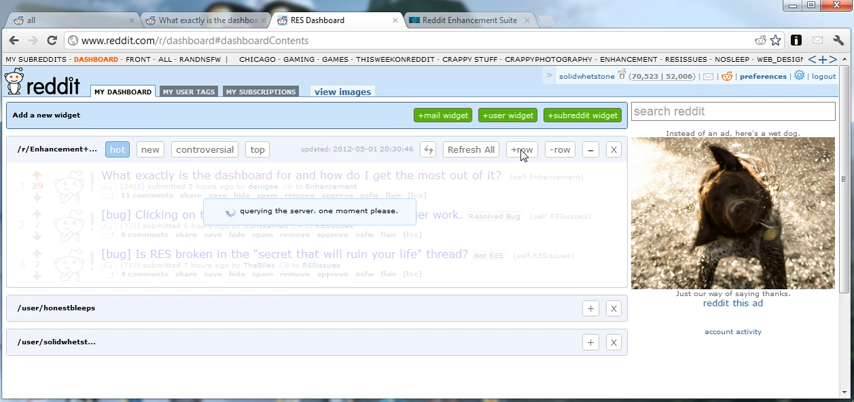 all
What exactly is the dashbo
RES Dashboard
Reddit Enhancement Suite
www.reddit.com/r/dashboard#dashboardContents
MY SUBREDDITS - DASHBOARD - FRONT - ALL - RANDNSFW | CHICAGO - GAMING - GAMES - THISWEEKONREDDIT - CRAPPY STUFF - CRAPPYPHOTOGRAPHY - ENHANCEMENT - RESISSUES - NOSLEEP - WEB_DESIG
solidwhetstone (70,523 | 52,006) | preferences | logout
reddit MY DASHBOARD MY USER TAGS MY SUBSCRIPTIONS view images
Add a new widget +mail widget +user widget +subreddit widget
search reddit
Instead of an ad, here's a wet dog.
/r/Enhancement+... hot new controversial top updated: 2012-05-01 20:30:46 Refresh All +row -row – X
1 29 What exactly is the dashboard for and how do I get the most out of it? (self.Enhancement)
submitted 5 hours ago by denigee to Enhancement
11 comments share save hide spam remove approve nsfw flair [l+c]
querying the server. one moment please.
2 [bug] Clicking on t er work. Resolved Bug (self.RESissues)
6 comments share save hide spam remove approve nsfw flair [l+c]
3 [bug] Is RES broken in the "secret that will ruin your life" thread? Not RES (self.RESissues)
submitted 7 hours ago by to RESissues
4 comments share save hide spam remove approve nsfw flair [l+c]
Just our way of saying thanks.
reddit this ad
/user/honestbleeps + X
account activity
/user/solidwhetst... + X